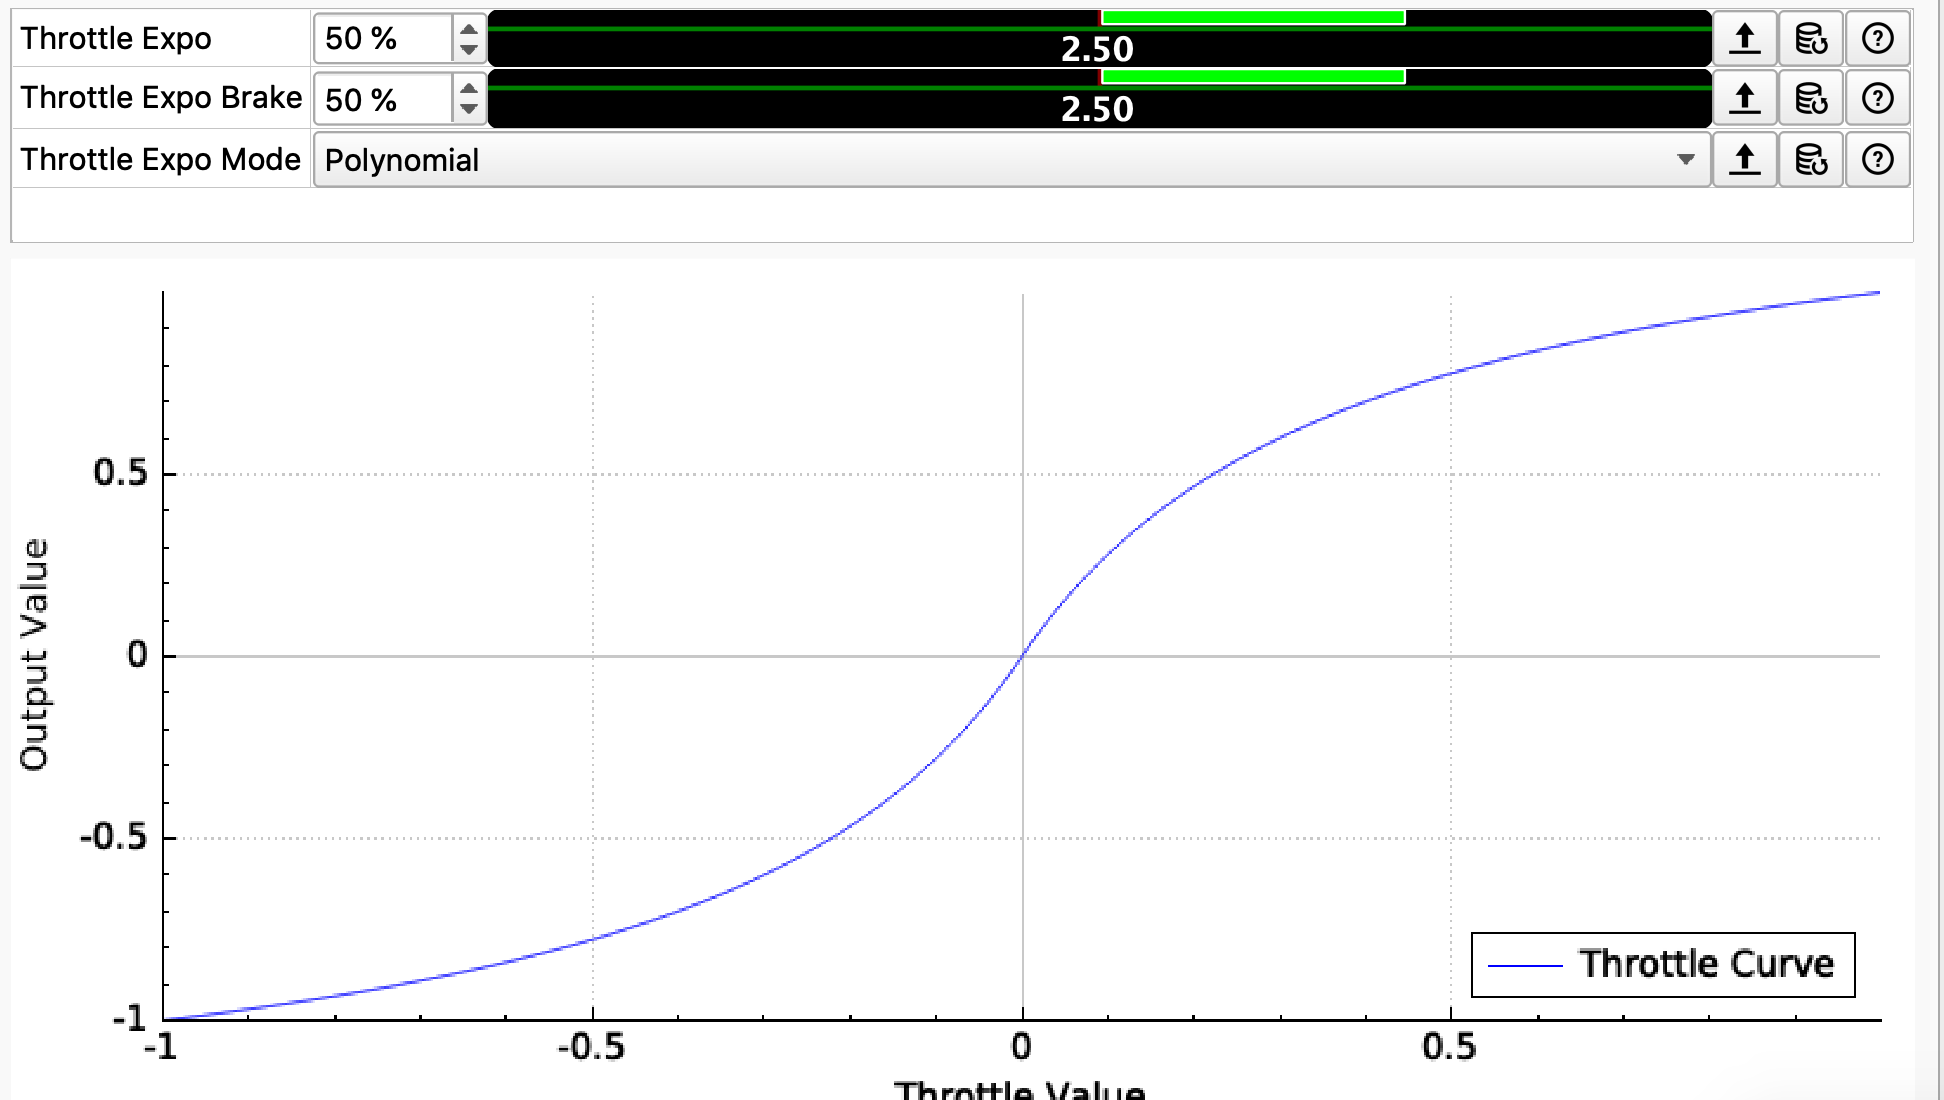 Throttle Expo 50 % 2.50
Throttle Expo Brake 50 % 2.50
Throttle Expo Mode Polynomial
Output Value
0.5
0
-0.5
-1
Throttle Curve
-1 -0.5 0 0.5
Throttle Value